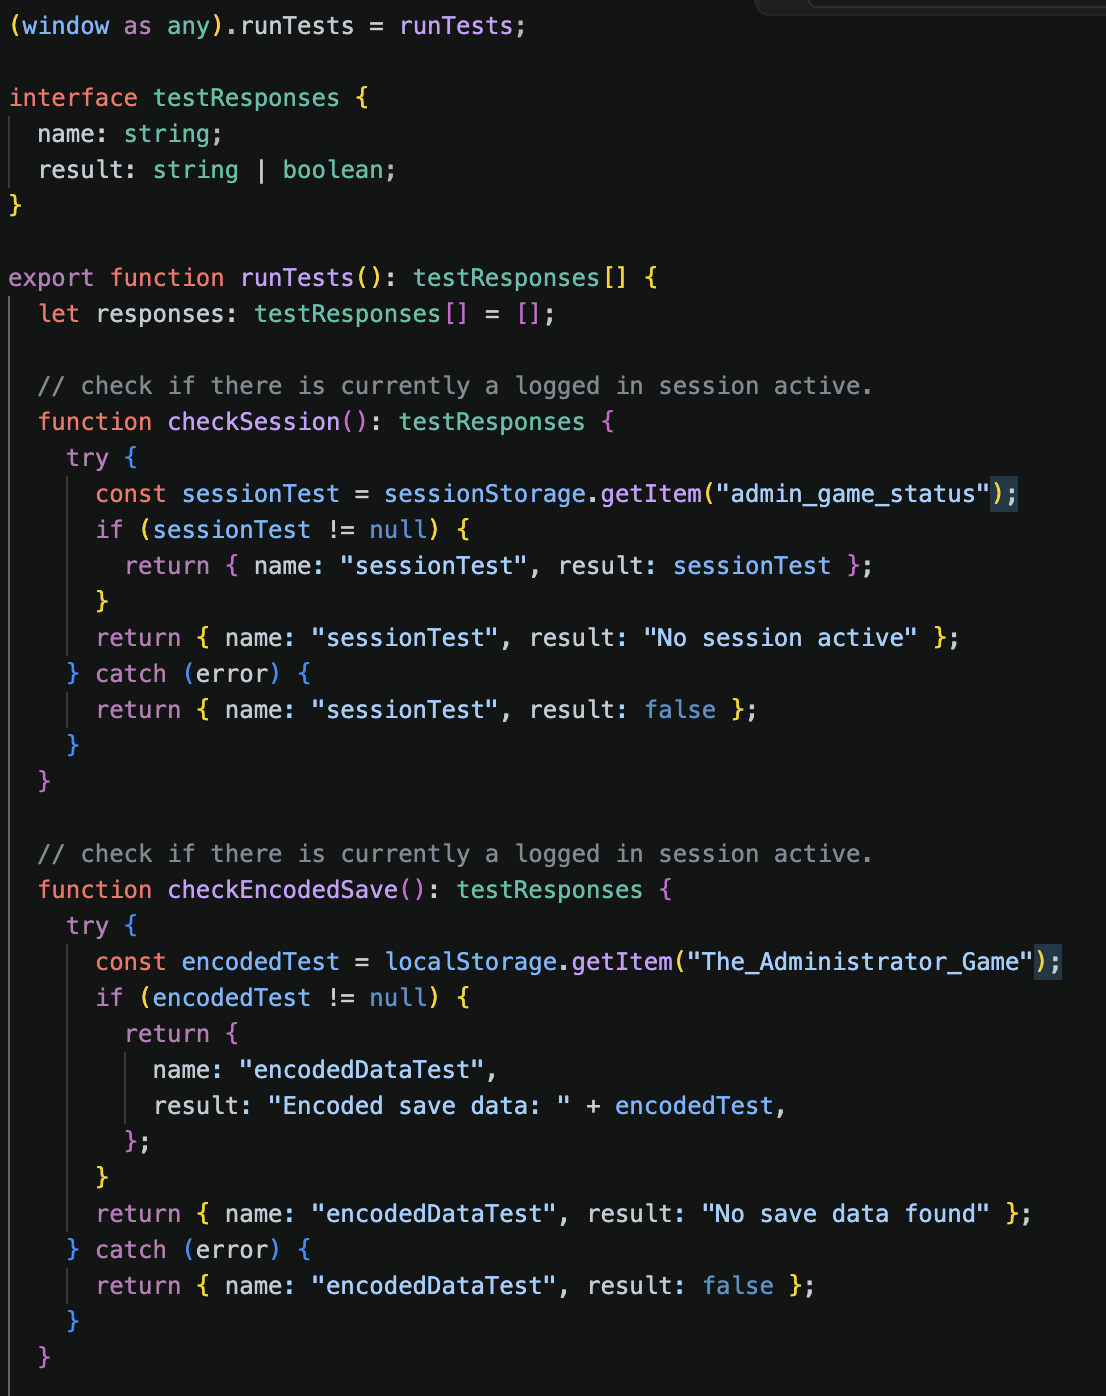 (window as any).runTests = runTests;

interface testResponses {
  name: string;
  result: string | boolean;
}

export function runTests(): testResponses[] {
  let responses: testResponses[] = [];

  // check if there is currently a logged in session active.
  function checkSession(): testResponses {
    try {
      const sessionTest = sessionStorage.getItem("admin_game_status");
      if (sessionTest != null) {
        return { name: "sessionTest", result: sessionTest };
      }
      return { name: "sessionTest", result: "No session active" };
    } catch (error) {
      return { name: "sessionTest", result: false };
    }
  }

  // check if there is currently a logged in session active.
  function checkEncodedSave(): testResponses {
    try {
      const encodedTest = localStorage.getItem("The_Administrator_Game");
      if (encodedTest != null) {
        return {
          name: "encodedDataTest",
          result: "Encoded save data: " + encodedTest,
        };
      }
      return { name: "encodedDataTest", result: "No save data found" };
    } catch (error) {
      return { name: "encodedDataTest", result: false };
    }
  }